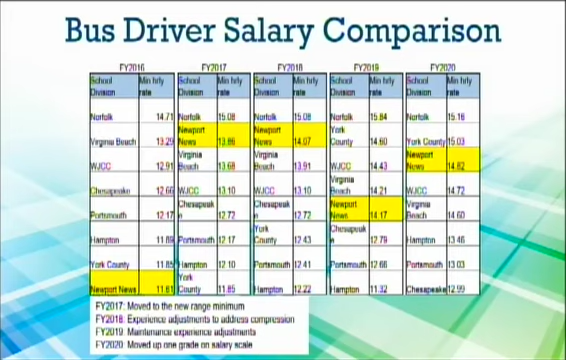 Bus Driver Salary Comparison
FY2016 FY2017 FY2018 FY2019 FY2020
School Min hrly School Min hrly School Min hrly School Min hrly School Min hrly
Division rate Division rate Division rate Division rate Division rate
Norfolk 14.71 Norfolk 15.08 Norfolk 15.08 Norfolk 15.84 Norfolk 15.16
Newport Newport York
Virginia Beach 13.29 News 13.86 News 14.07 County 14.60 York County 15.03
Virginia Virginia Newport
WJCC 12.91 Beach 13.68 Beach 13.91 WJCC 14.43 News 14.82
Virginia
Chesapeake 12.66 WJCC 13.10 WJCC 13.10 Beach 14.21 WJCC 14.72
Chesapeak Chesapeak Newport Virginia
Portsmouth 12.17 e 12.72 e 12.72 News 14.17 Beach 14.60
York Chesapeak
Hampton 11.89 Portsmouth 12.17 County 12.43 e 12.79 Hampton 13.46
York County 11.85 Hampton 12.10 Portsmouth 12.41 Portsmouth 12.66 Portsmouth 13.03
York
Newport News 11.61 County 11.85 Hampton 12.22 Hampton 11.32 Chesapeake 12.99
FY2017: Moved to the new range minimum
FY2018: Experience adjustments to address compression
FY2019 Maintenance experience adjustments
FY2020 Moved up one grade on salary scale